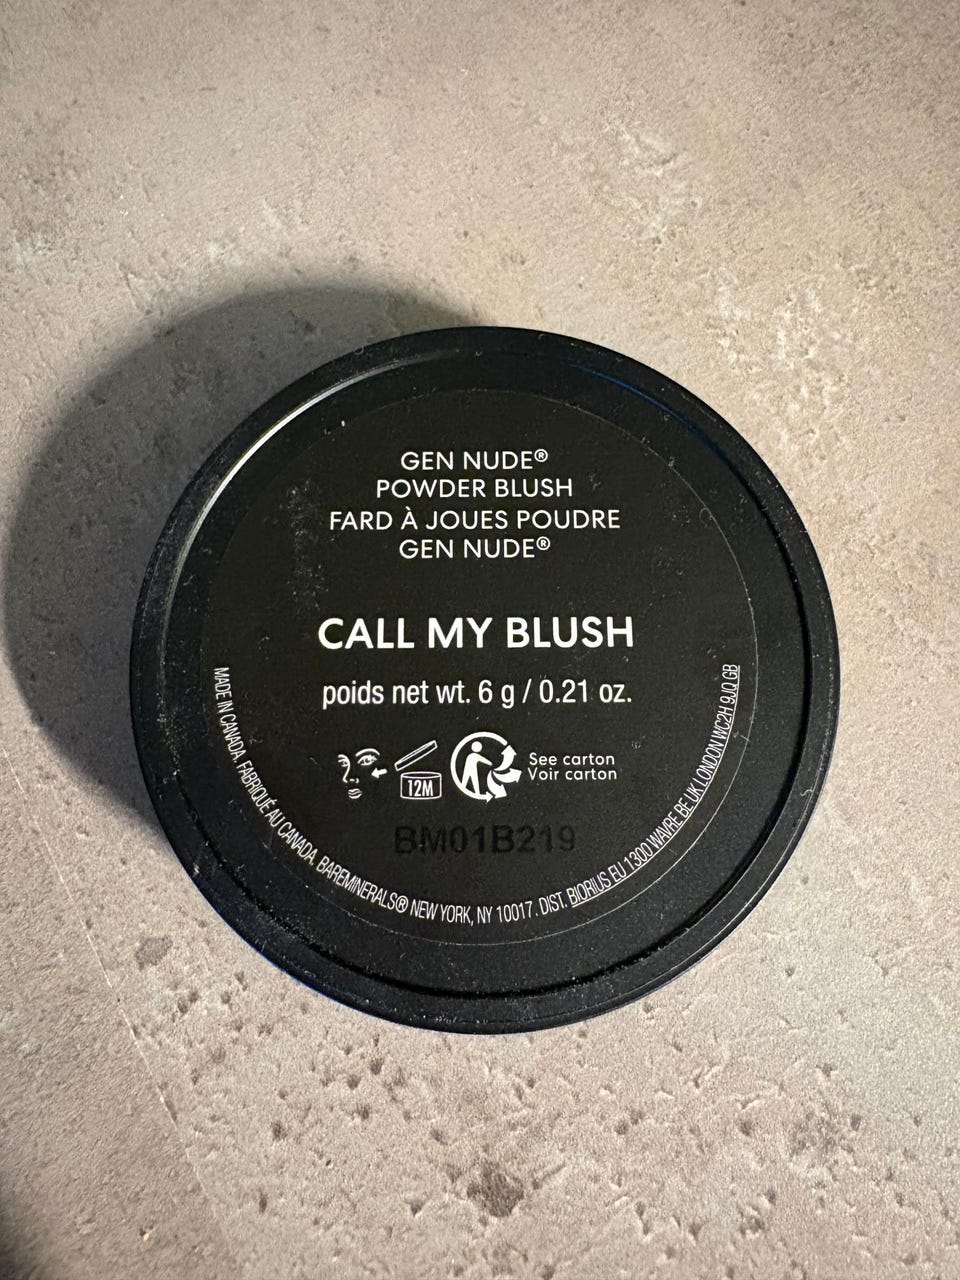 GEN NUDE®
POWDER BLUSH
FARD À JOUES POUDRE
GEN NUDE®
CALL MY BLUSH
poids net wt. 6 g / 0.21 oz.
12M
See carton
Voir carton
BM01B219
MADE IN CANADA. FABRIQUÉ AU CANADA. BAREMINERALS® NEW YORK, NY 10017. DIST. BIORIUS EU 1300 WAVRE BE UK LONDON WC2H 9JQ GB